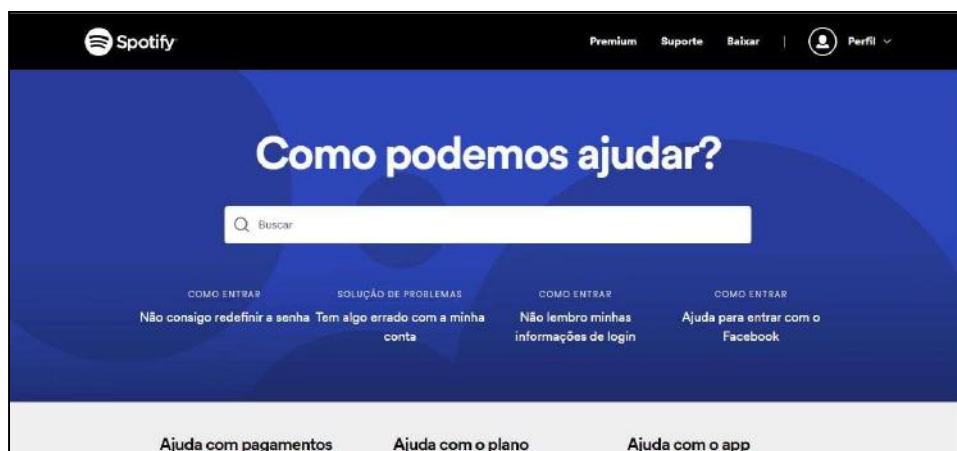 Spotify
Premium Suporte Baixar | Perfil
Como podemos ajudar?
Buscar
COMO ENTRAR
Não consigo redefinir a senha
SOLUÇÃO DE PROBLEMAS
Tem algo errado com a minha
conta
COMO ENTRAR
Não lembro minhas
informações de login
COMO ENTRAR
Ajuda para entrar com o
Facebook
Ajuda com pagamentos
Ajuda com o plano
Ajuda com o app